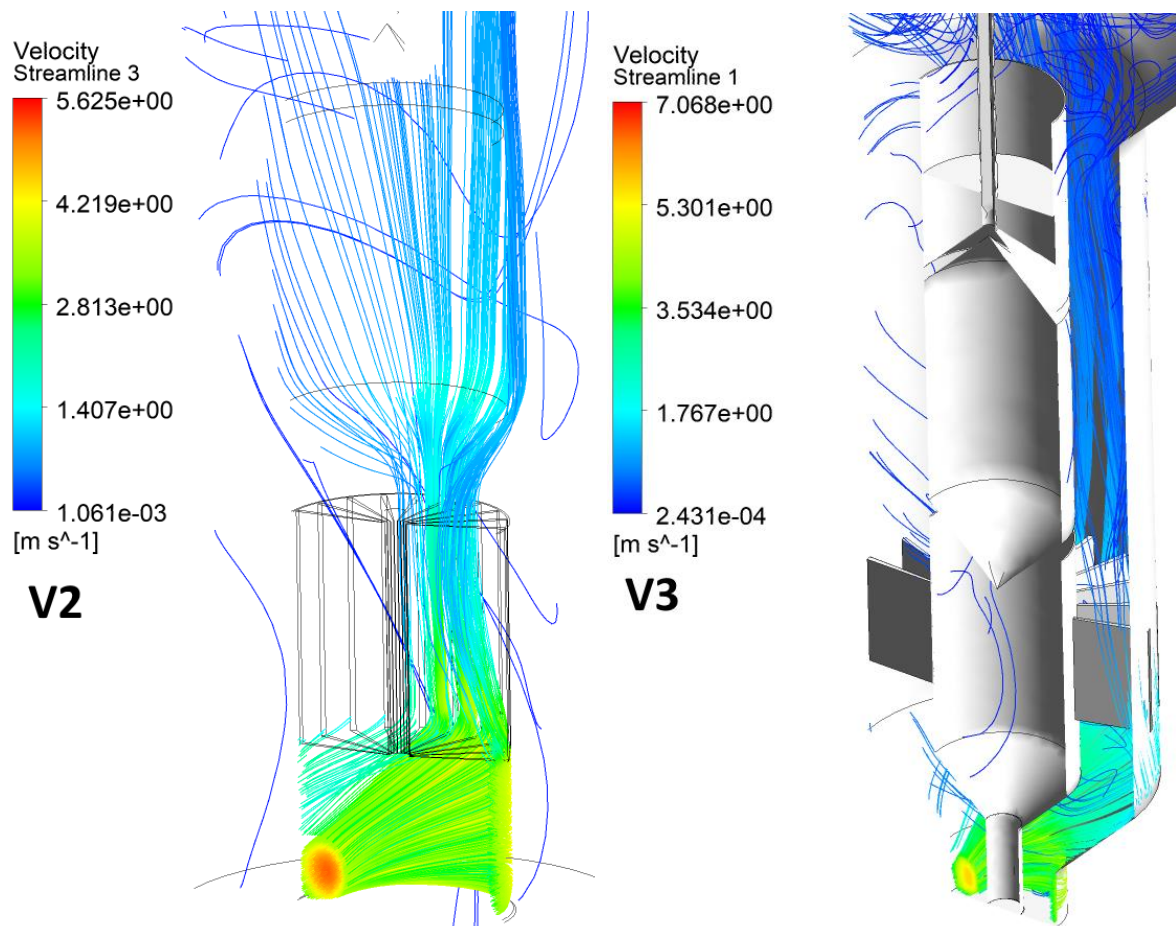 Velocity
Streamline 3
5.625e+00
4.219e+00
2.813e+00
1.407e+00
1.061e-03
[m s^-1]
V2
Velocity
Streamline 1
7.068e+00
5.301e+00
3.534e+00
1.767e+00
2.431e-04
[m s^-1]
V3